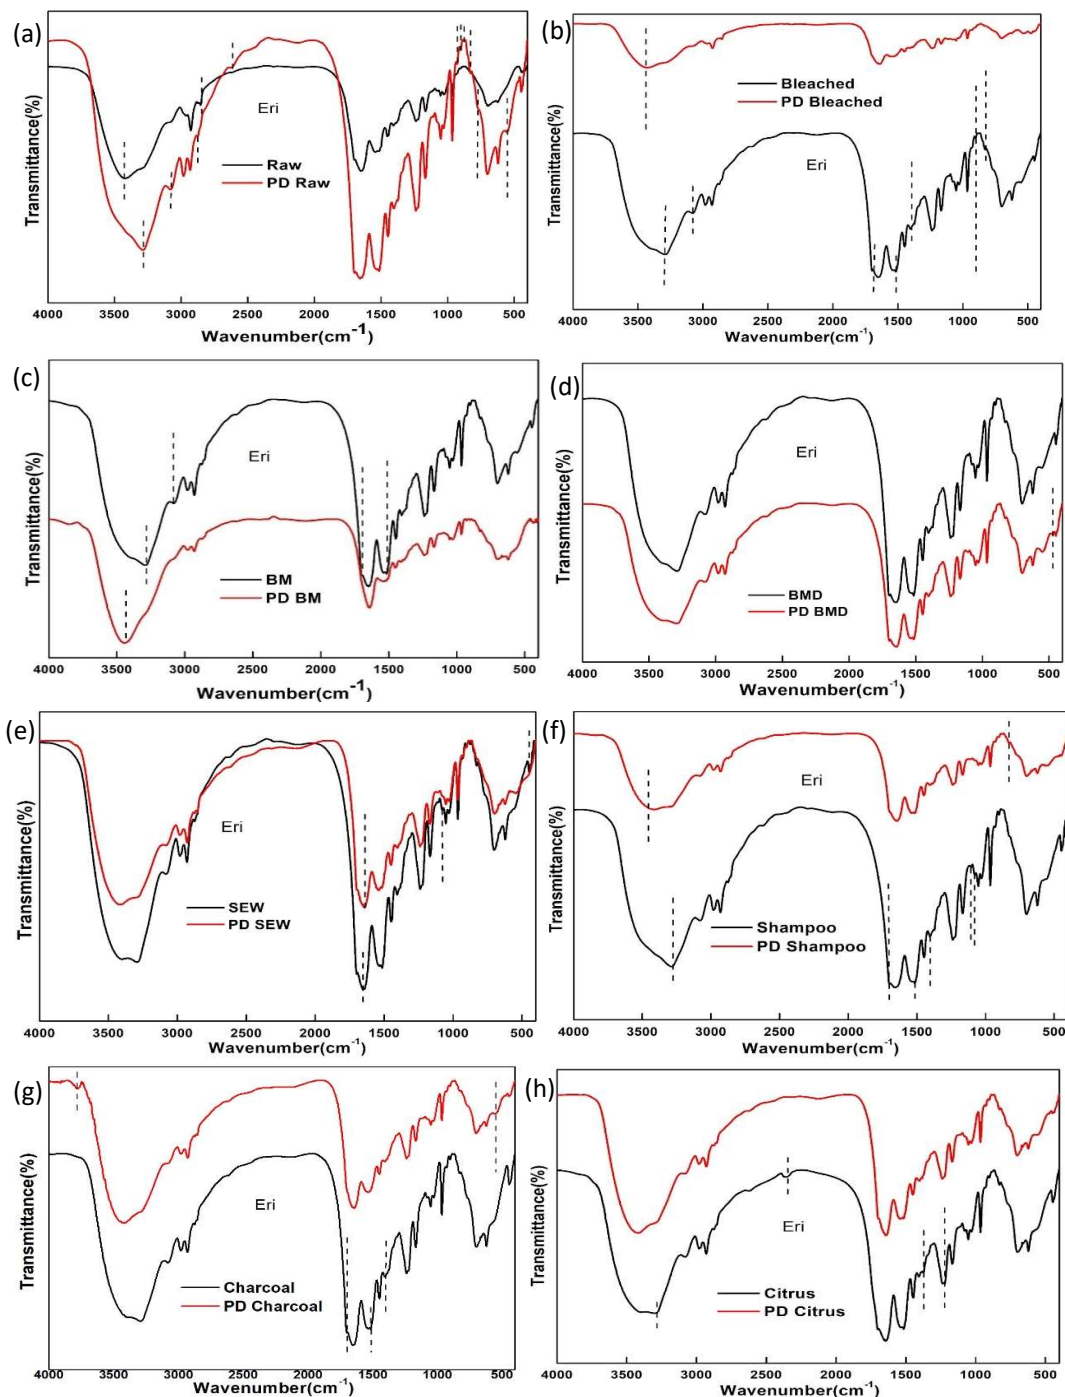 (a)
Transmittance(%)
Eri
Raw
PD Raw
4000 3500 3000 2500 2000 1500 1000 500
Wavenumber(cm-1)
(b)
Transmittance(%)
Bleached
PD Bleached
Eri
4000 3500 3000 2500 2000 1500 1000 500
Wavenumber(cm-1)
(c)
Transmittance(%)
Eri
BM
PD BM
4000 3500 3000 2500 2000 1500 1000 500
Wavenumber(cm-1)
(d)
Transmittance(%)
Eri
BMD
PD BMD
4000 3500 3000 2500 2000 1500 1000 500
Wavenumber(cm-1)
(e)
Transmittance(%)
Eri
SEW
PD SEW
4000 3500 3000 2500 2000 1500 1000 500
Wavenumber(cm-1)
(f)
Transmittance(%)
Eri
Shampoo
PD Shampoo
4000 3500 3000 2500 2000 1500 1000 500
Wavenumber(cm-1)
(g)
Transmittance(%)
Eri
Charcoal
PD Charcoal
4000 3500 3000 2500 2000 1500 1000 500
Wavenumber(cm-1)
(h)
Transmittance(%)
Eri
Citrus
PD Citrus
4000 3500 3000 2500 2000 1500 1000 500
Wavenumber(cm-1)